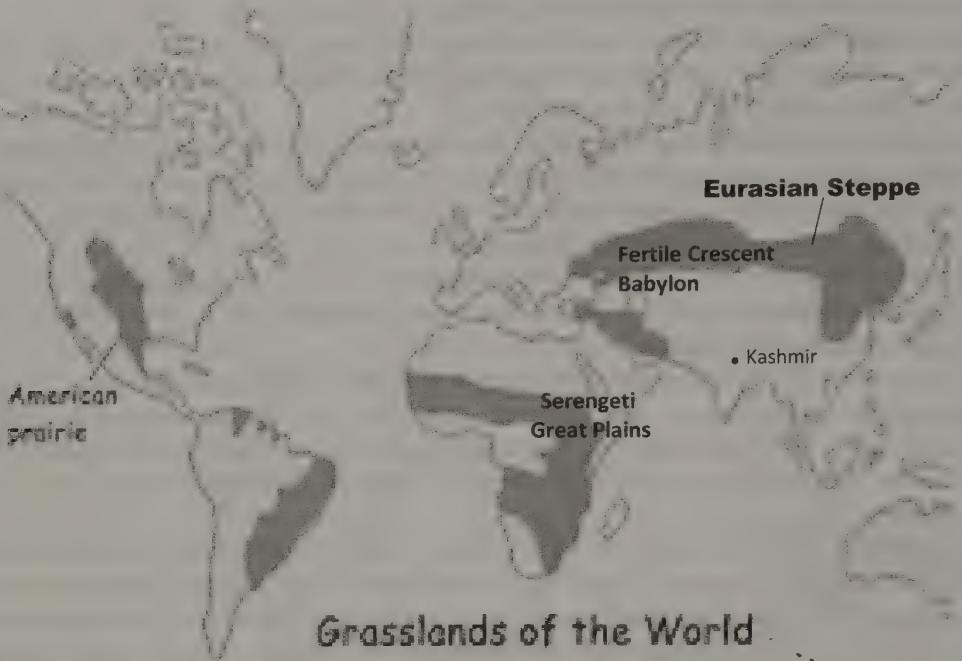 Eurasian Steppe
Fertile Crescent
Babylon
Kashmir
American
prairie
Serengeti
Great Plains
Grasslands of the World